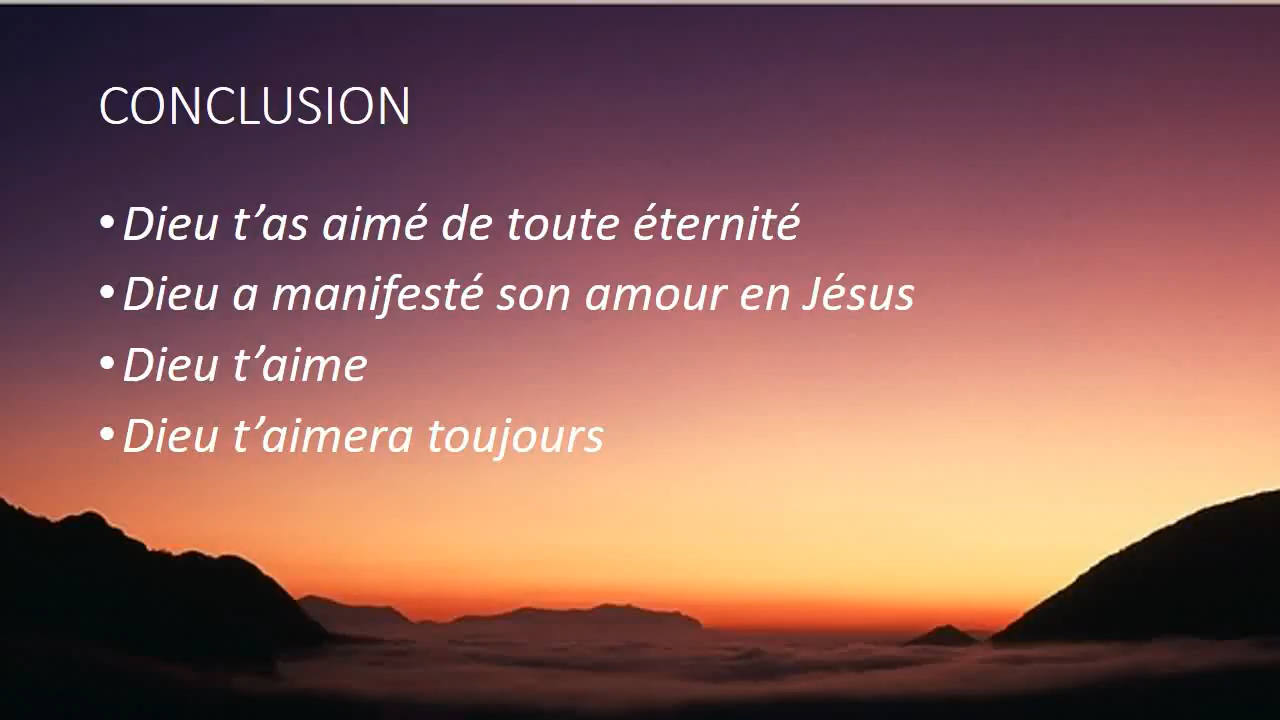 CONCLUSION
• Dieu t’as aimé de toute éternité
• Dieu a manifesté son amour en Jésus
• Dieu t’aime
• Dieu t’aimera toujours